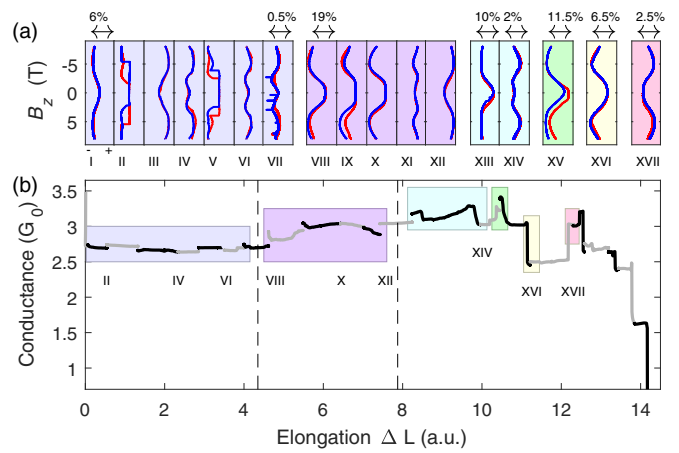 6% 0.5% 19% 10% 2% 11.5% 6.5% 2.5%
(a)
B_z (T)
-5
0
5
- +
I II III IV V VI VII VIII IX X XI XII XIII XIV XV XVI XVII
(b)
Conductance (G_0)
3.5
3
2.5
2
1.5
1
II IV VI VIII X XII XIV XVI XVII
0 2 4 6 8 10 12 14
Elongation Δ L (a.u.)